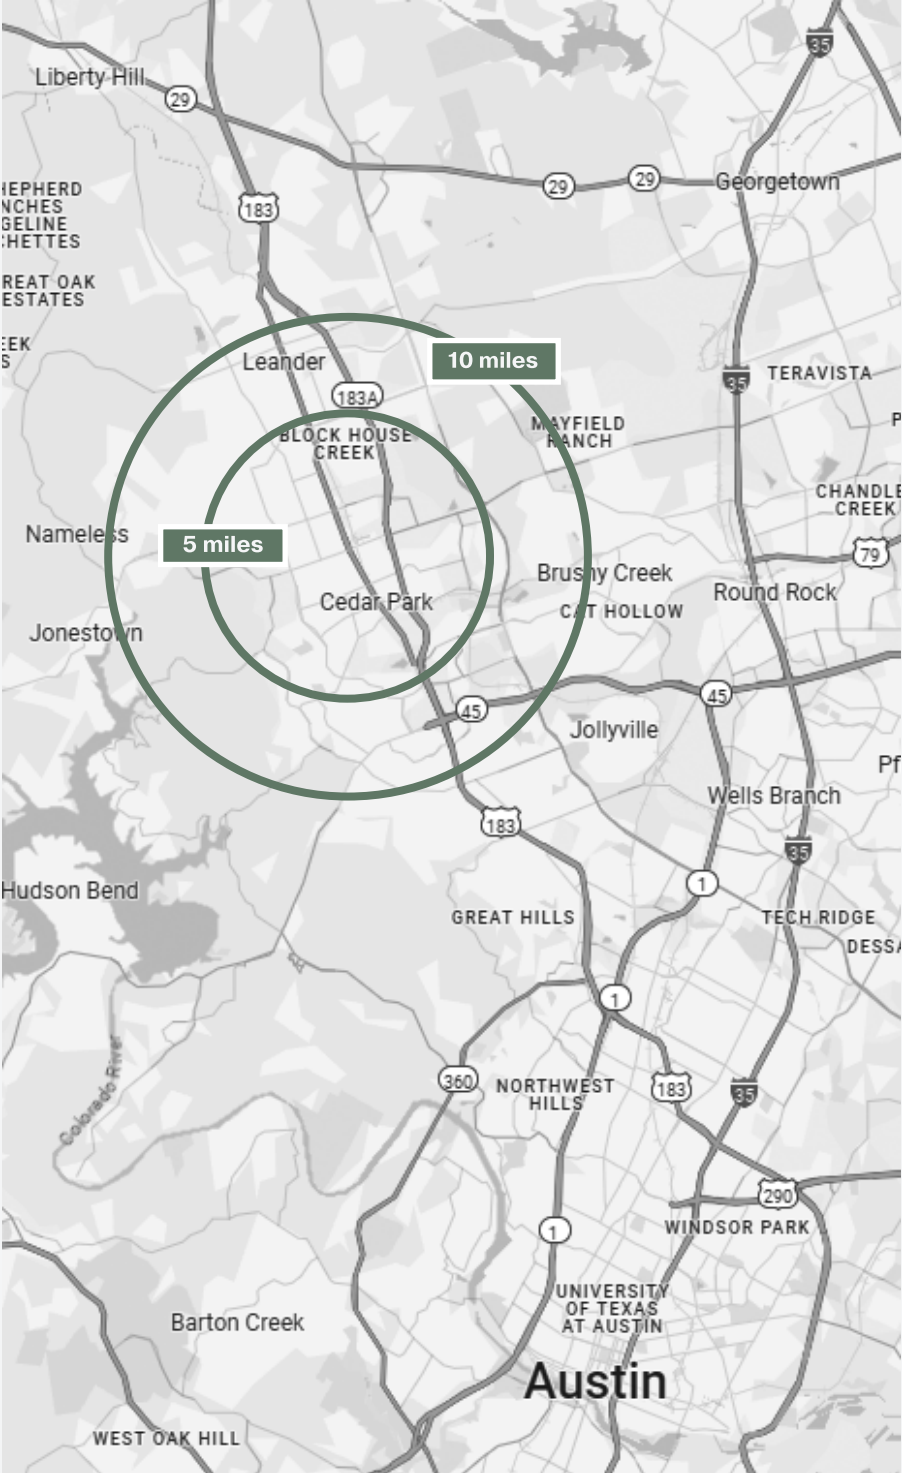 35
Liberty Hill
29
29
29
Georgetown
HEPHERD
NCHES
GELINE
CHETTES
183
REAT OAK
ESTATES
EEK
S
Leander
10 miles
35
TERAVISTA
183A
BLOCK HOUSE
CREEK
MAYFIELD
RANCH
P
CHANDLE
CREEK
Nameless
5 miles
79
Brushy Creek
Round Rock
Cedar Park
CAT HOLLOW
Jonestown
45
45
Jollyville
Pf
Wells Branch
183
35
Hudson Bend
1
GREAT HILLS
TECH RIDGE
DESSA
1
Colorado River
360
NORTHWEST
HILLS
183
35
290
1
WINDSOR PARK
UNIVERSITY
OF TEXAS
AT AUSTIN
Barton Creek
Austin
WEST OAK HILL